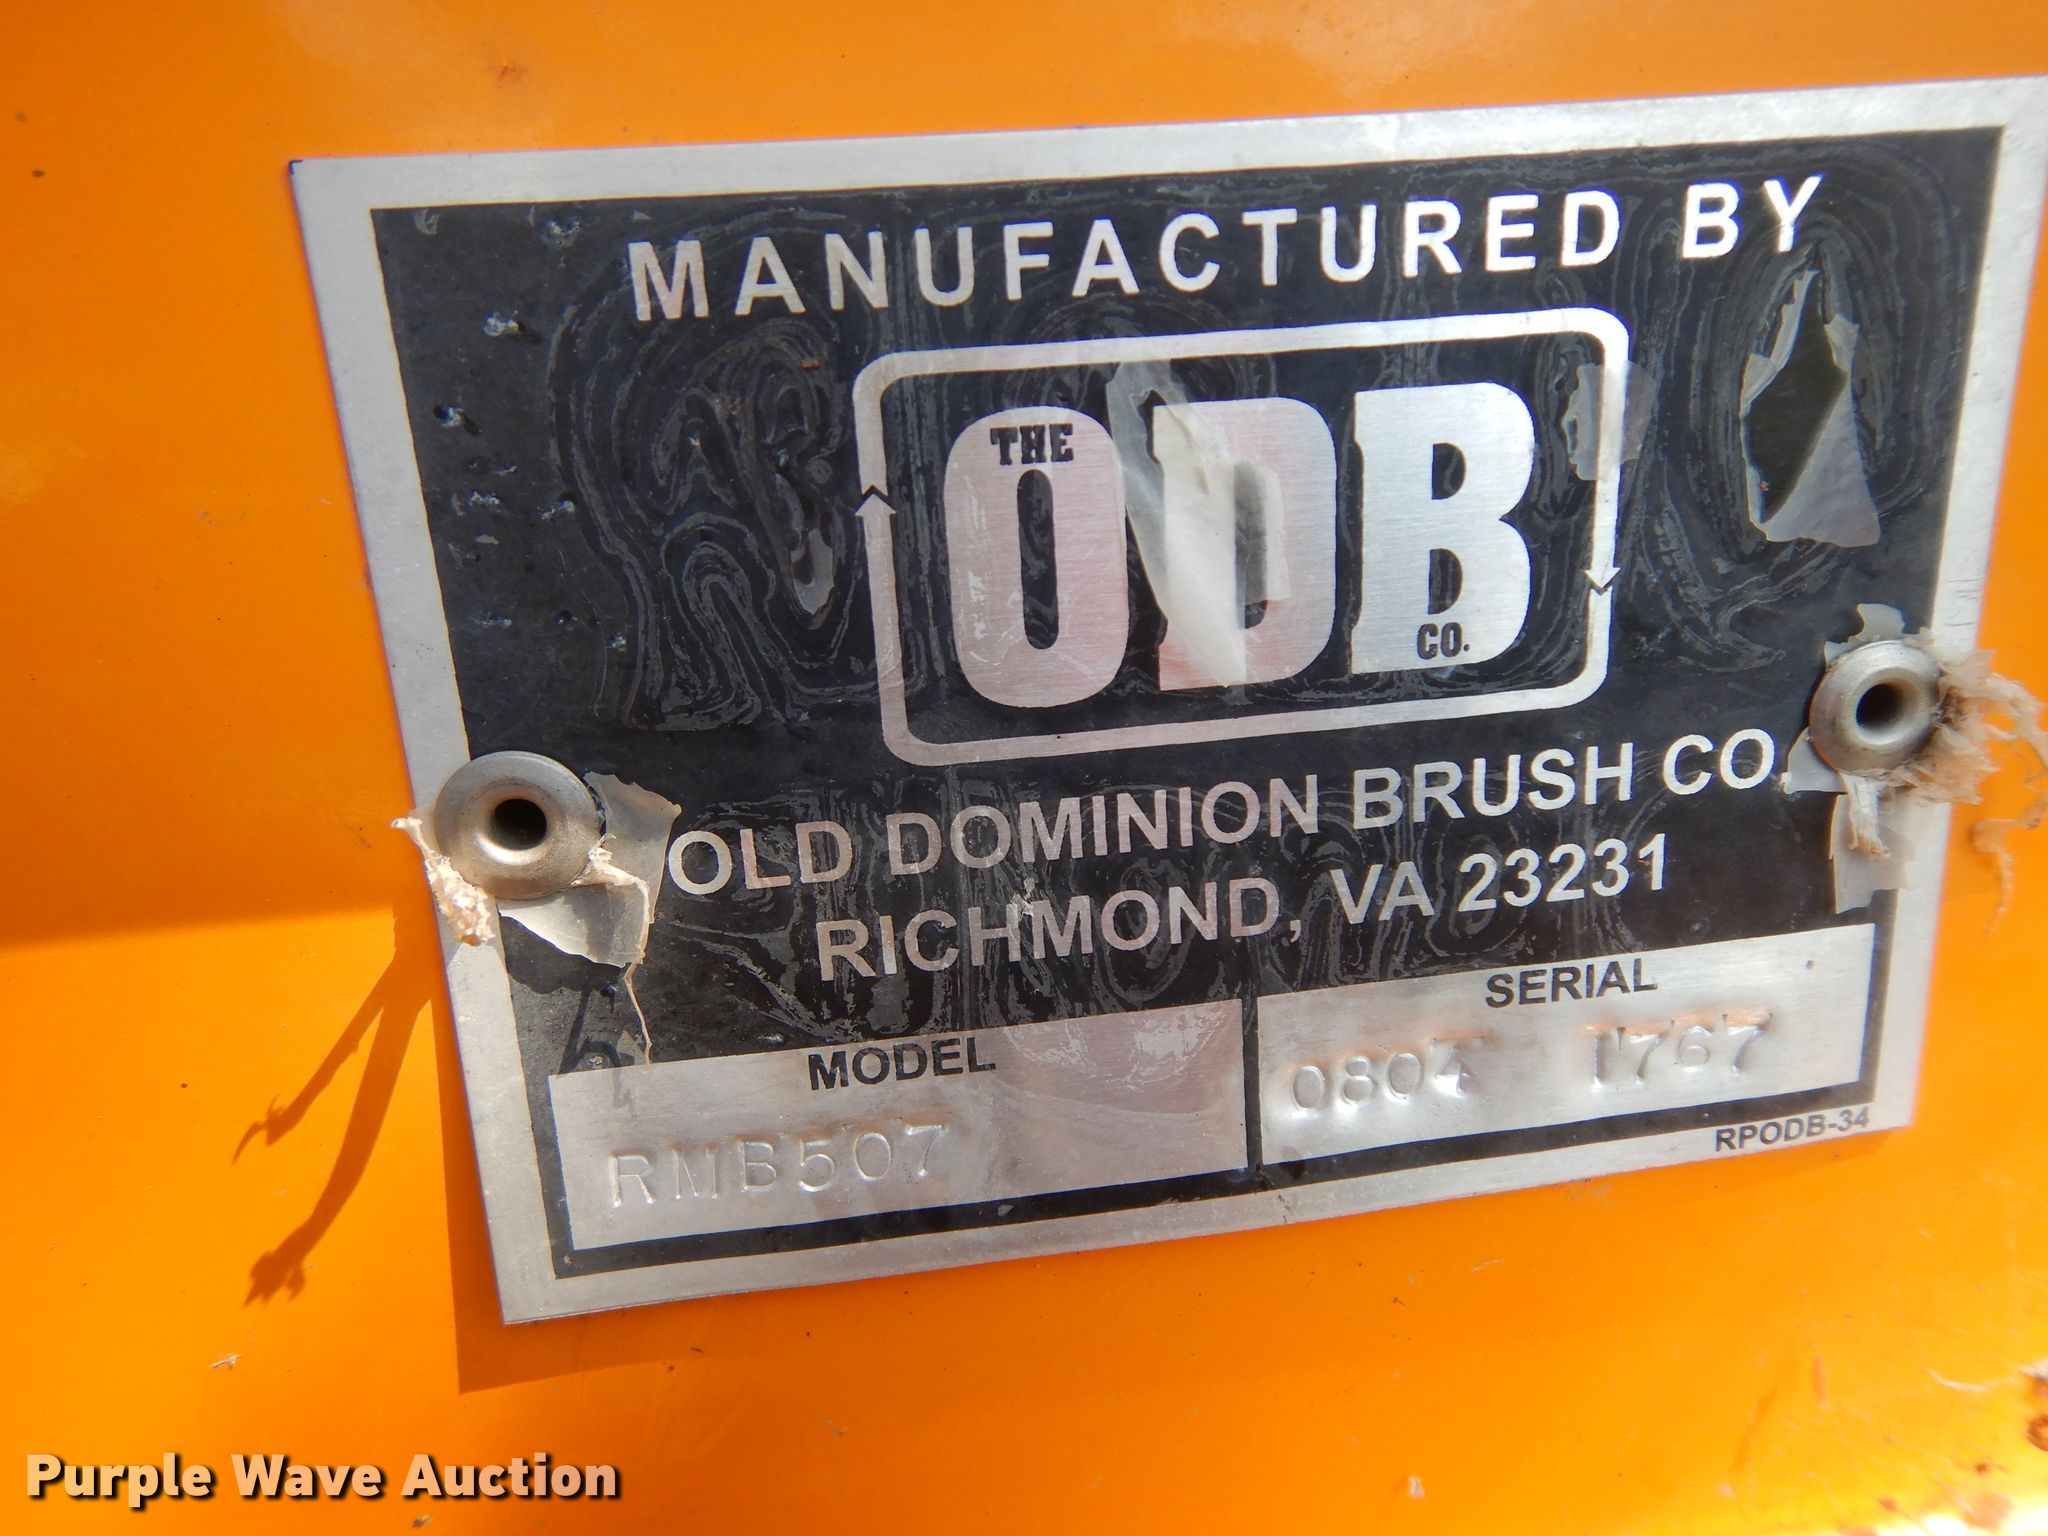 MANUFACTURED BY
THE
ODB
CO.
OLD DOMINION BRUSH CO.
RICHMOND, VA 23231
MODEL
RMB507
SERIAL
0804 1767
RPODB-34
Purple Wave Auction